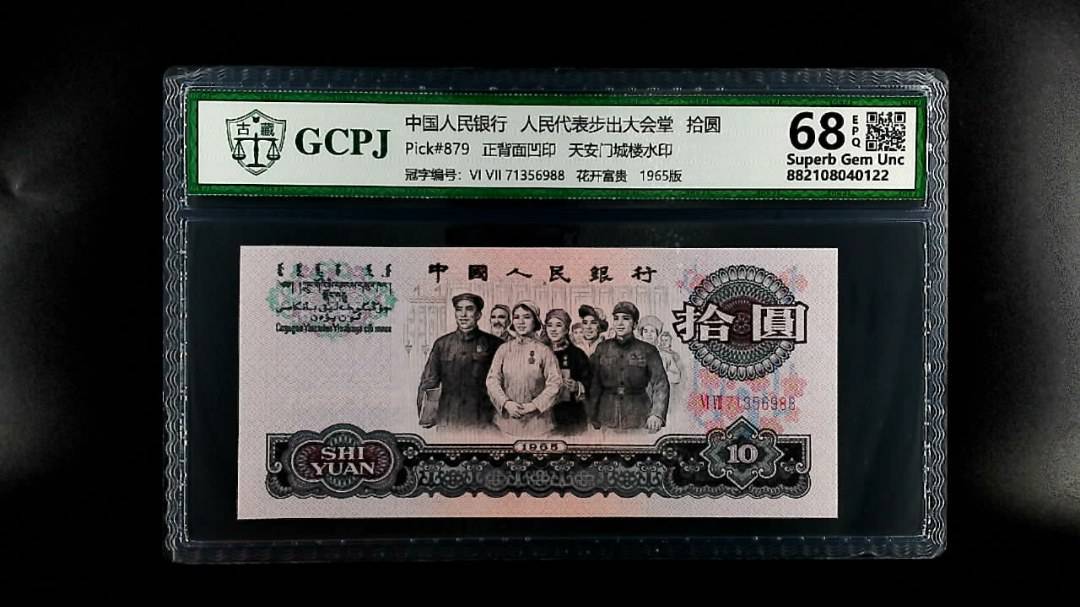 古藏
GCPJ
中国人民银行 人民代表步出大会堂 拾圆
Pick#879 正背面凹印 天安门城楼水印
冠字编号: VI VII 71356988 花开富贵 1965版
68 EPQ
Superb Gem Unc
882108040122
中國人民銀行
拾圓
VI VII 71356988
1965
SHI
YUAN
10